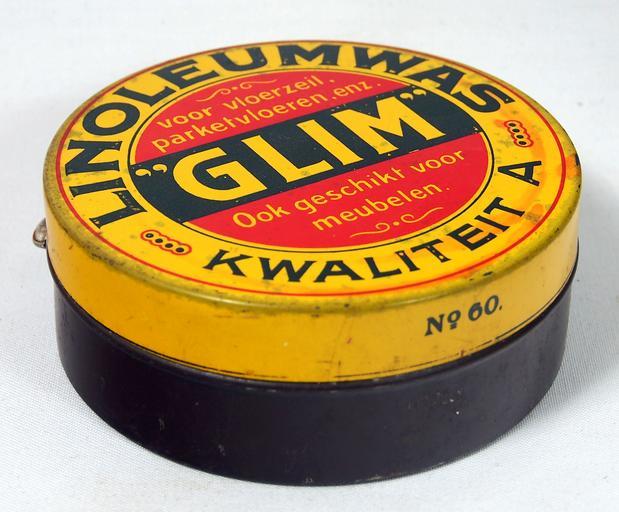 LINOLEUMWAS
voor vloerzeil.
parketvloeren.enz.
"GLIM"
Ook geschikt voor
meubelen.
KWALITEIT A
Nº 60.